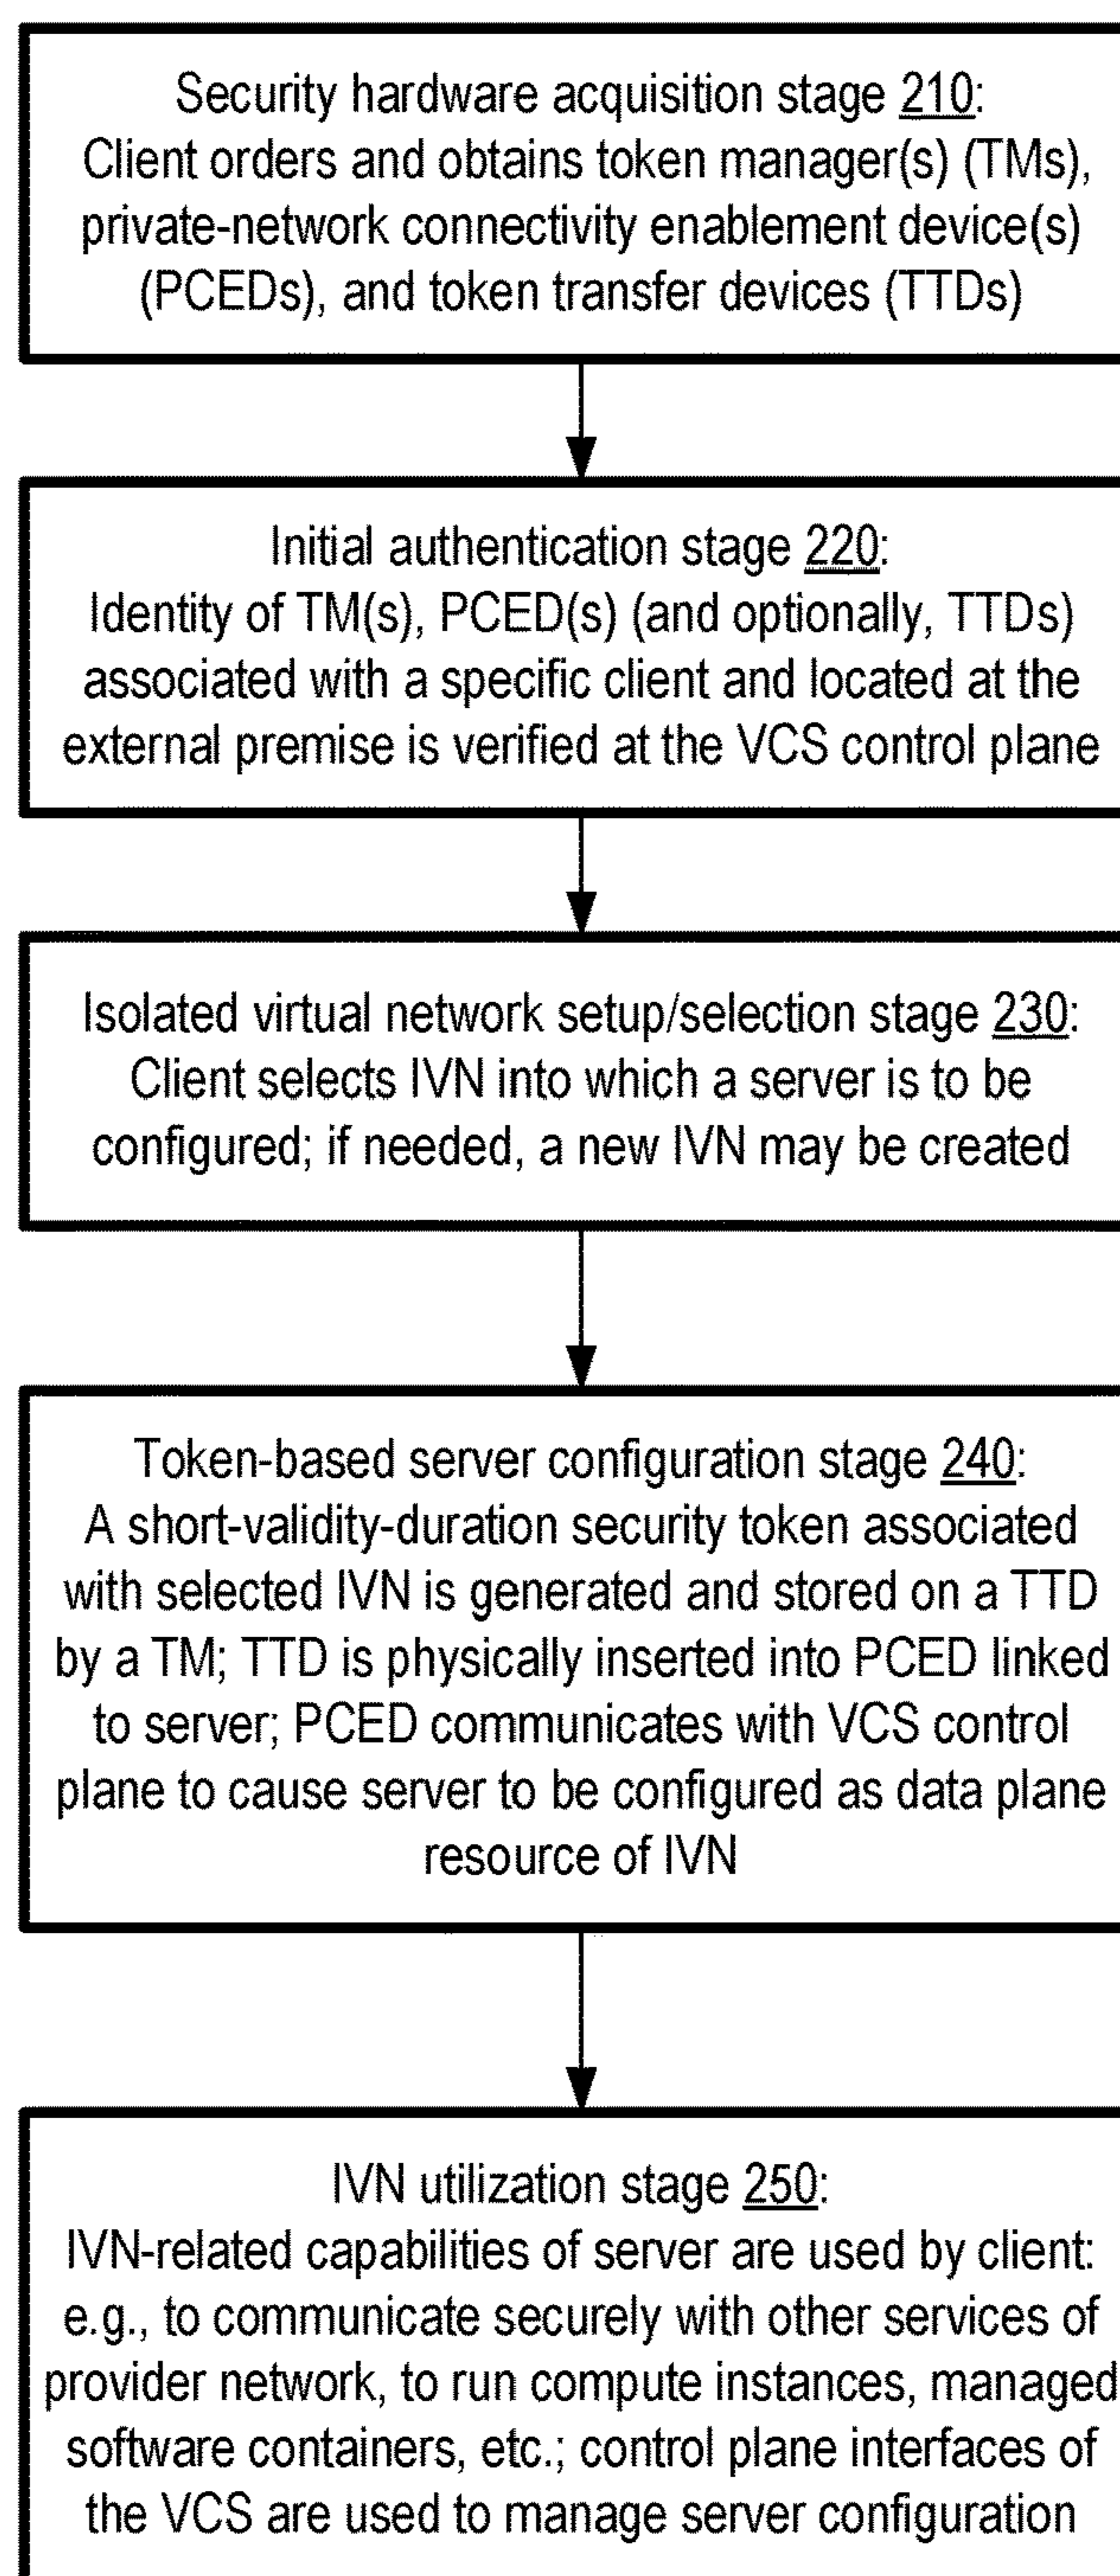 Security hardware acquisition stage 210:
Client orders and obtains token manager(s) (TMs),
private-network connectivity enablement device(s)
(PCEDs), and token transfer devices (TTDs)
Initial authentication stage 220:
Identity of TM(s), PCED(s) (and optionally, TTDs)
associated with a specific client and located at the
external premise is verified at the VCS control plane
Isolated virtual network setup/selection stage 230:
Client selects IVN into which a server is to be
configured; if needed, a new IVN may be created
Token-based server configuration stage 240:
A short-validity-duration security token associated
with selected IVN is generated and stored on a TTD
by a TM; TTD is physically inserted into PCED linked
to server; PCED communicates with VCS control
plane to cause server to be configured as data plane
resource of IVN
IVN utilization stage 250:
IVN-related capabilities of server are used by client:
e.g., to communicate securely with other services of
provider network, to run compute instances, managed
software containers, etc.; control plane interfaces of
the VCS are used to manage server configuration